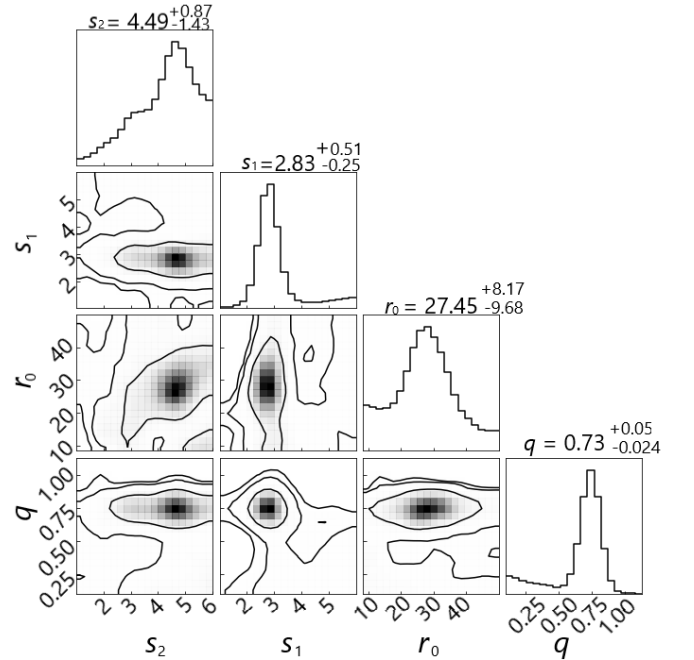 s₂ = 4.49 +0.87 -1.43
s₁=2.83 +0.51 -0.25
s₁ 5 4 3 2
r₀ = 27.45 +8.17 -9.68
r₀ 40 30 20 10
q = 0.73 +0.05 -0.024
q 1.00 0.75 0.50 0.25
2 3 4 5 6 2 3 4 5 10 20 30 40 0.25 0.50 0.75 1.00
s₂ s₁ r₀ q